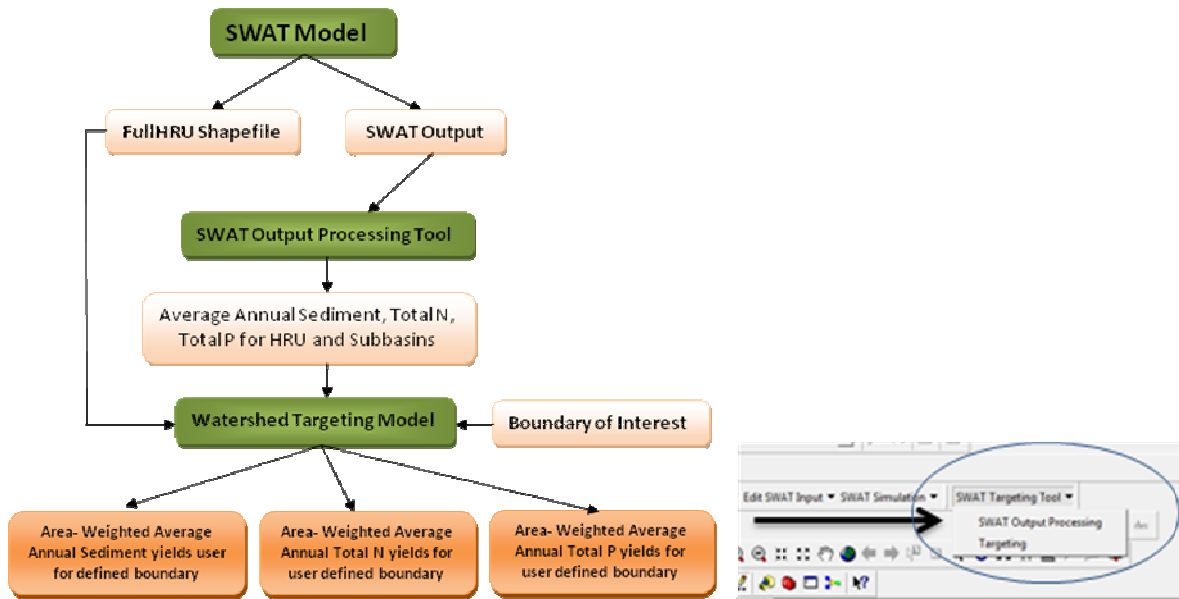 SWAT Model
FullHRU Shapefile
SWAT Output
SWAT Output Processing Tool
Average Annual Sediment, Total N,
Total P for HRU and Subbasins
Watershed Targeting Model
Boundary of Interest
Area- Weighted Average
Annual Sediment yields user
for defined boundary
Area- Weighted Average
Annual Total N yields for
user defined boundary
Area- Weighted Average
Annual Total P yields for
user defined boundary
Edit SWAT Input SWAT Simulation SWAT Targeting Tool
SWAT Output Processing
Targeting